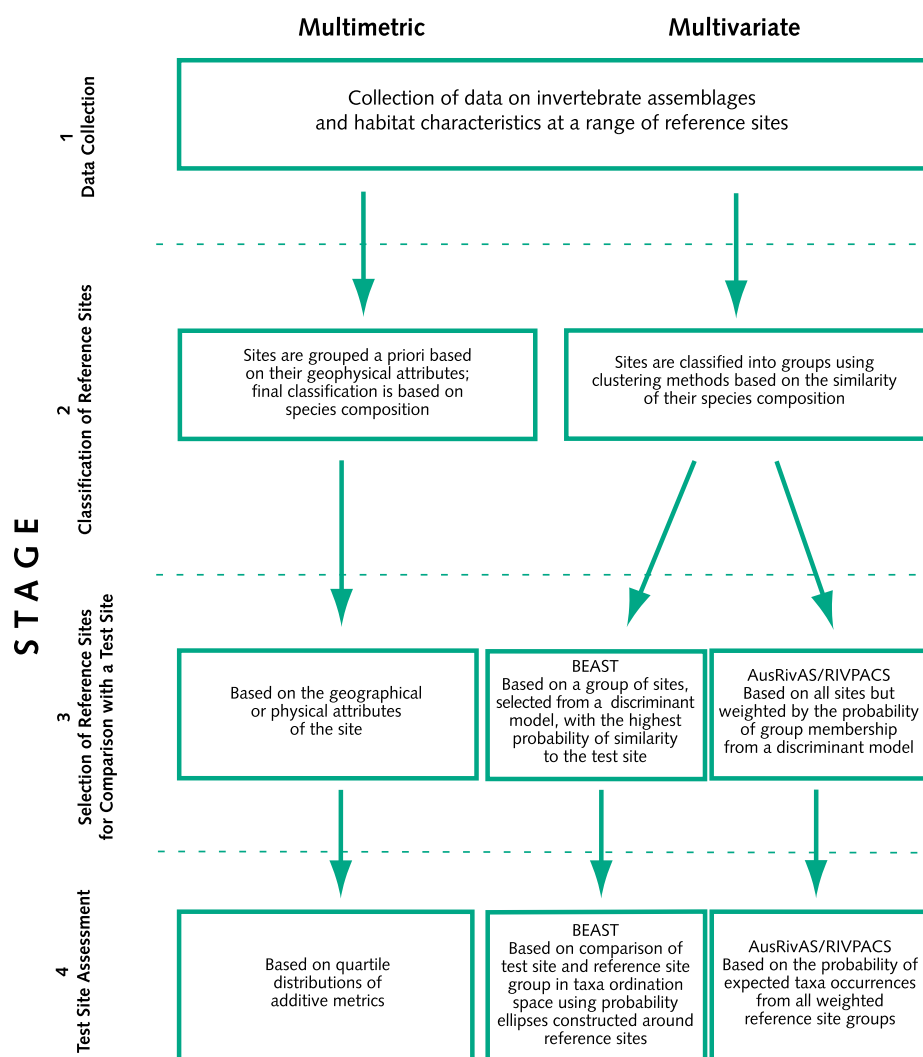 Multimetric
Multivariate
STAGE
1
Data Collection
Collection of data on invertebrate assemblages
and habitat characteristics at a range of reference sites
2
Classification of Reference Sites
Sites are grouped a priori based
on their geophysical attributes;
final classification is based on
species composition
Sites are classified into groups using
clustering methods based on the similarity
of their species composition
3
Selection of Reference Sites
for Comparison with a Test Site
Based on the geographical
or physical attributes
of the site
BEAST
Based on a group of sites,
selected from a discriminant
model, with the highest
probability of similarity
to the test site
AusRivAS/RIVPACS
Based on all sites but
weighted by the probability
of group membership
from a discriminant model
4
Test Site Assessment
Based on quartile
distributions of
additive metrics
BEAST
Based on comparison of
test site and reference site
group in taxa ordination
space using probability
ellipses constructed around
reference sites
AusRivAS/RIVPACS
Based on the probability of
expected taxa occurrences
from all weighted
reference site groups